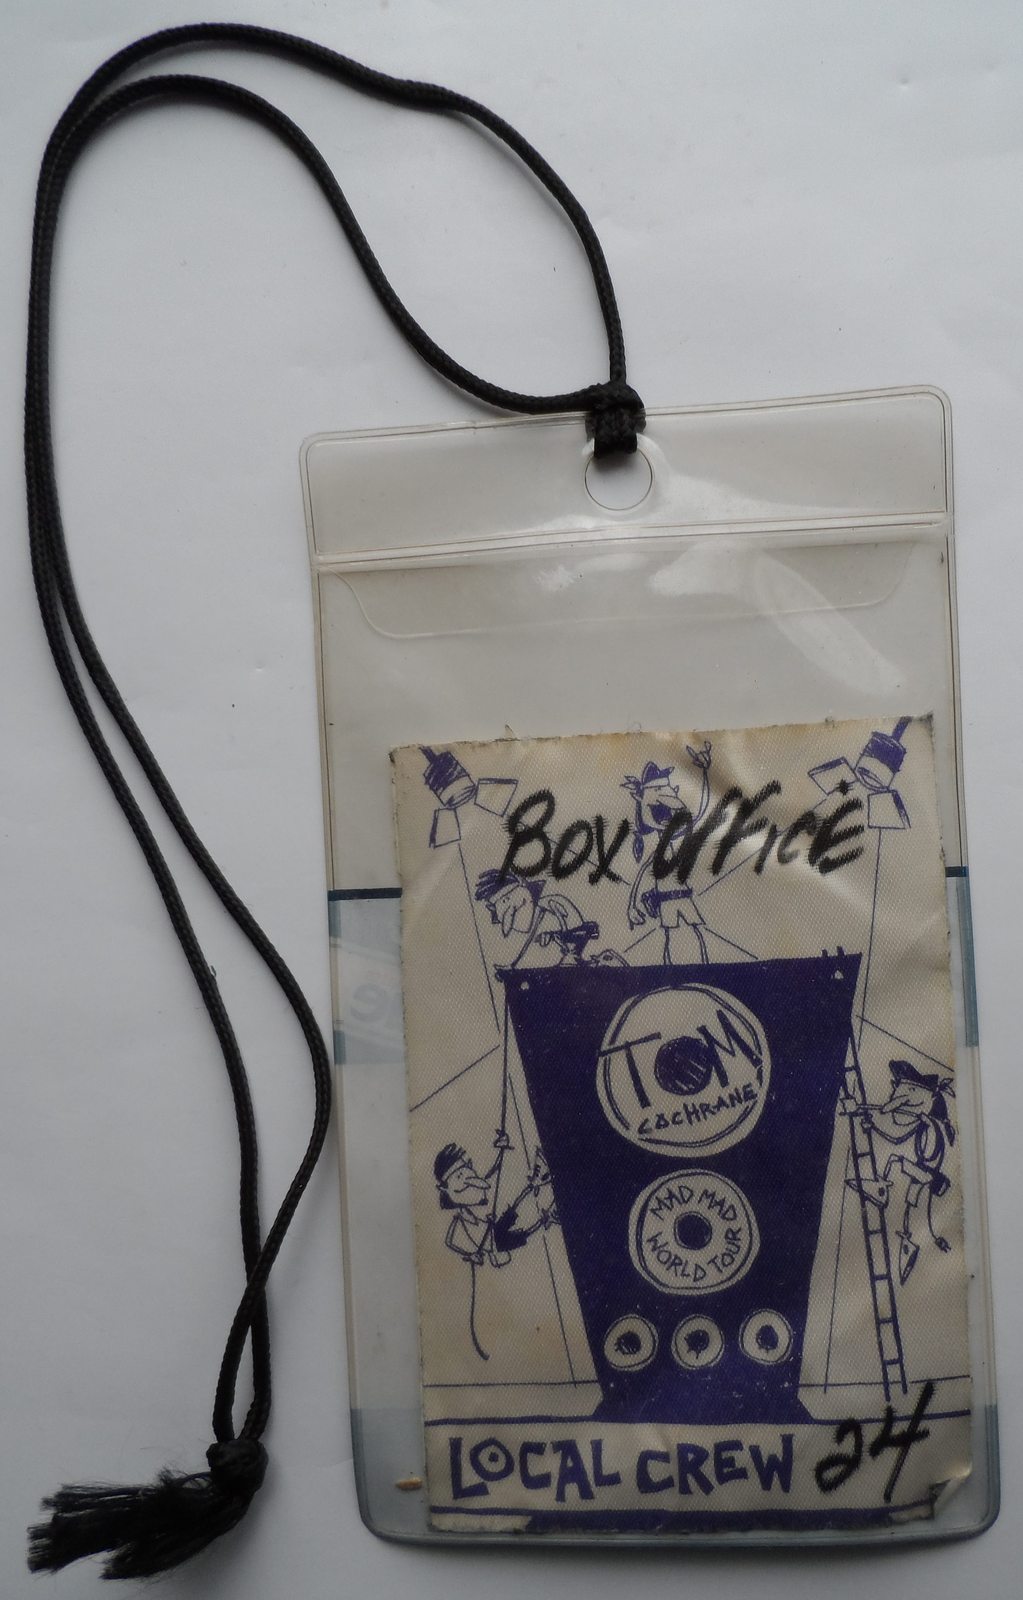 BOX OFFICE
TOM
COCHRANE
MAD MAD
WORLD TOUR
LOCAL CREW 24